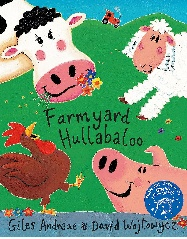 Farmyard
Hullabaloo
Giles Andreae & David Wojtowycz